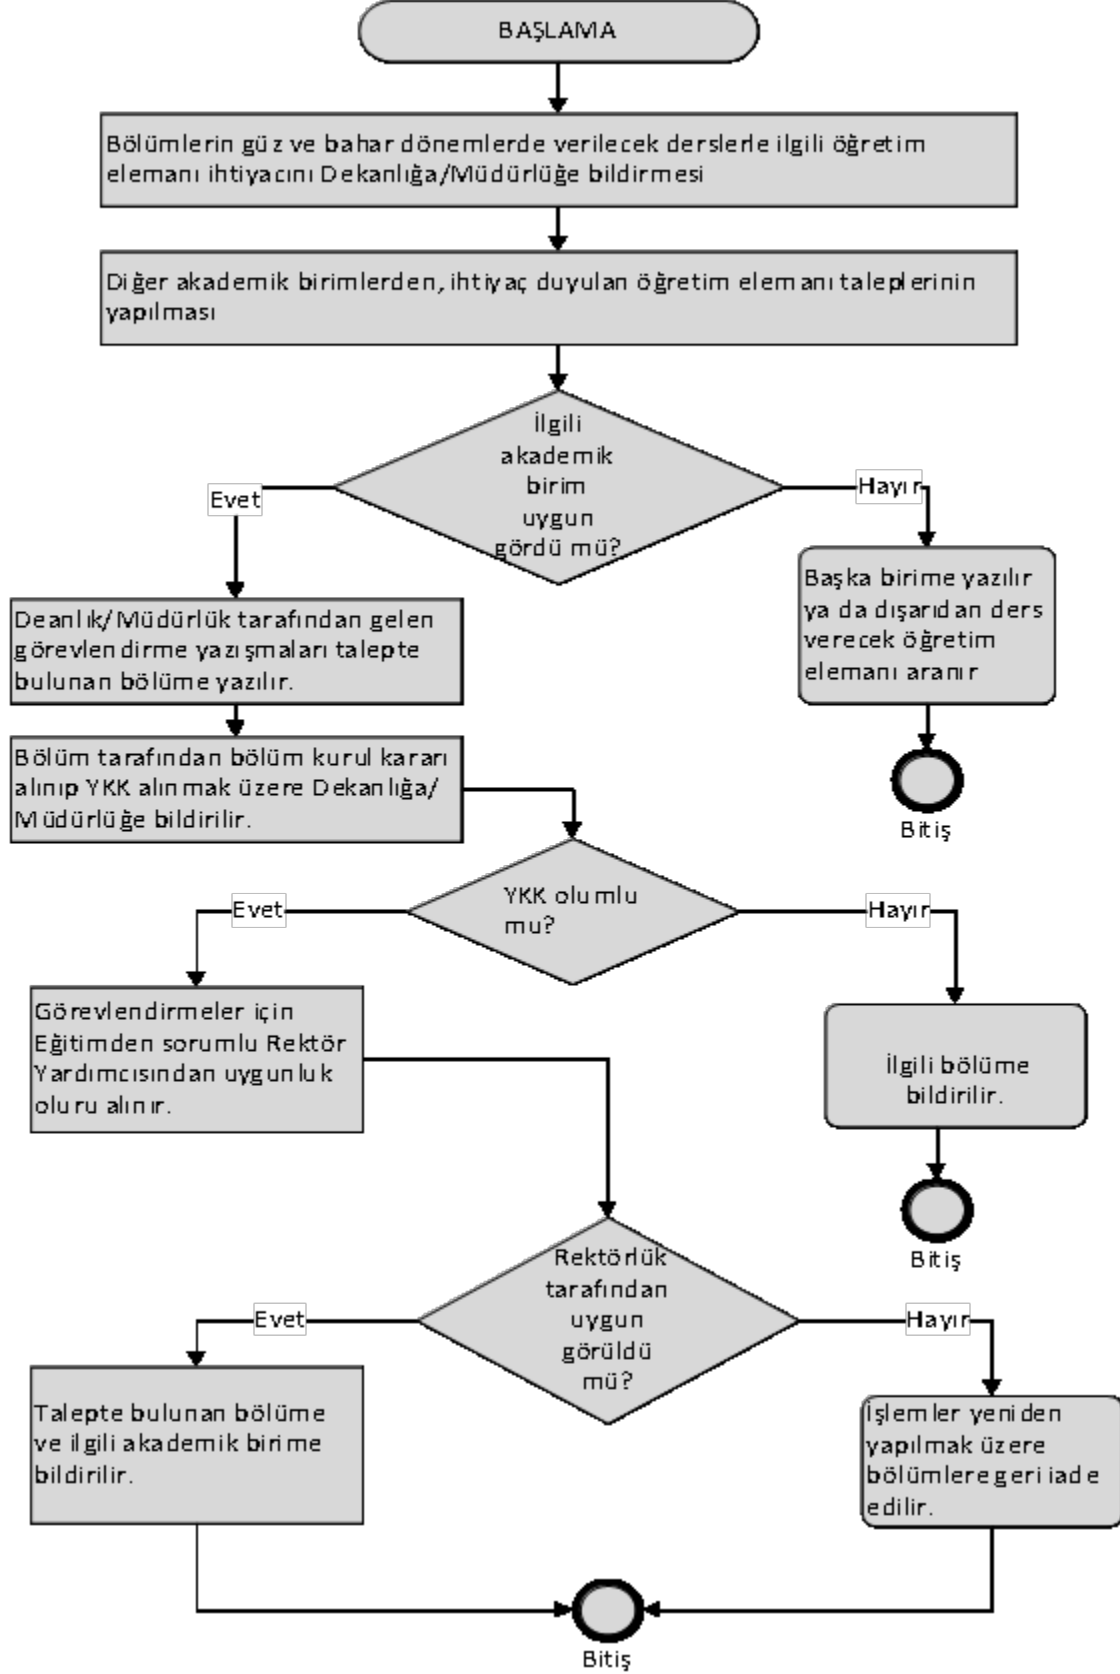 BAŞLAMA
Bölümlerin güz ve bahar dönemlerde verilecek derslerle ilgili öğretim
elemanı ihtiyacını Dekanlığa/Müdürlüğe bildirmesi
Diğer akademik birimlerden, ihtiyaç duyulan öğretim elemanı taleplerinin
yapılması
İlgili
akademik
birim
uygun
gördü mü?
Evet
Hayır
Deanlık/Müdürlük tarafından gelen
görevlendirme yazışmaları talepte
bulunan bölüme yazılır.
Başka birime yazılır
ya da dışarıdan ders
verecek öğretim
elemanı aranır
Bitiş
Bölüm tarafından bölüm kurul kararı
alınıp YKK alınmak üzere Dekanlığa/
Müdürlüğe bildirilir.
YKK olumlu
mu?
Evet
Hayır
Görevlendirmeler için
Eğitimden sorumlu Rektör
Yardımcısından uygunluk
oluru alınır.
İlgili bölüme
bildirilir.
Bitiş
Rektörlük
tarafından
uygun
görüldü
mü?
Evet
Hayır
Talepte bulunan bölüme
ve ilgili akademik birime
bildirilir.
İşlemler yeniden
yapılmak üzere
bölümlere geri iade
edilir.
Bitiş